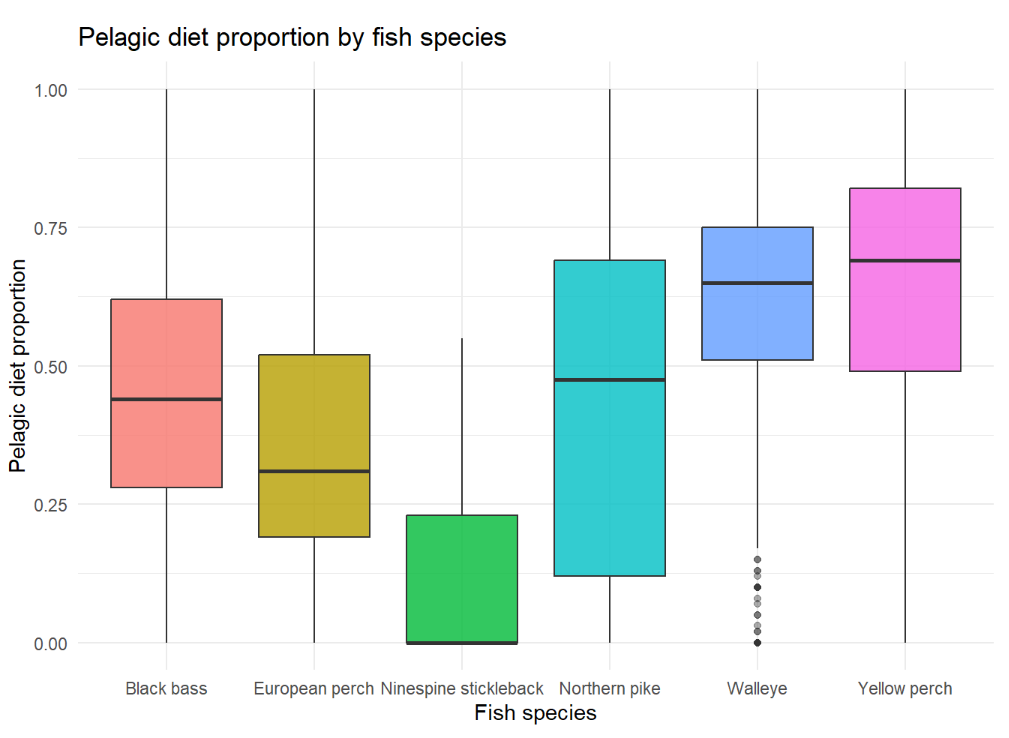 Pelagic diet proportion by fish species
Pelagic diet proportion
1.00
0.75
0.50
0.25
0.00
Black bass
European perch
Ninespine stickleback
Northern pike
Walleye
Yellow perch
Fish species